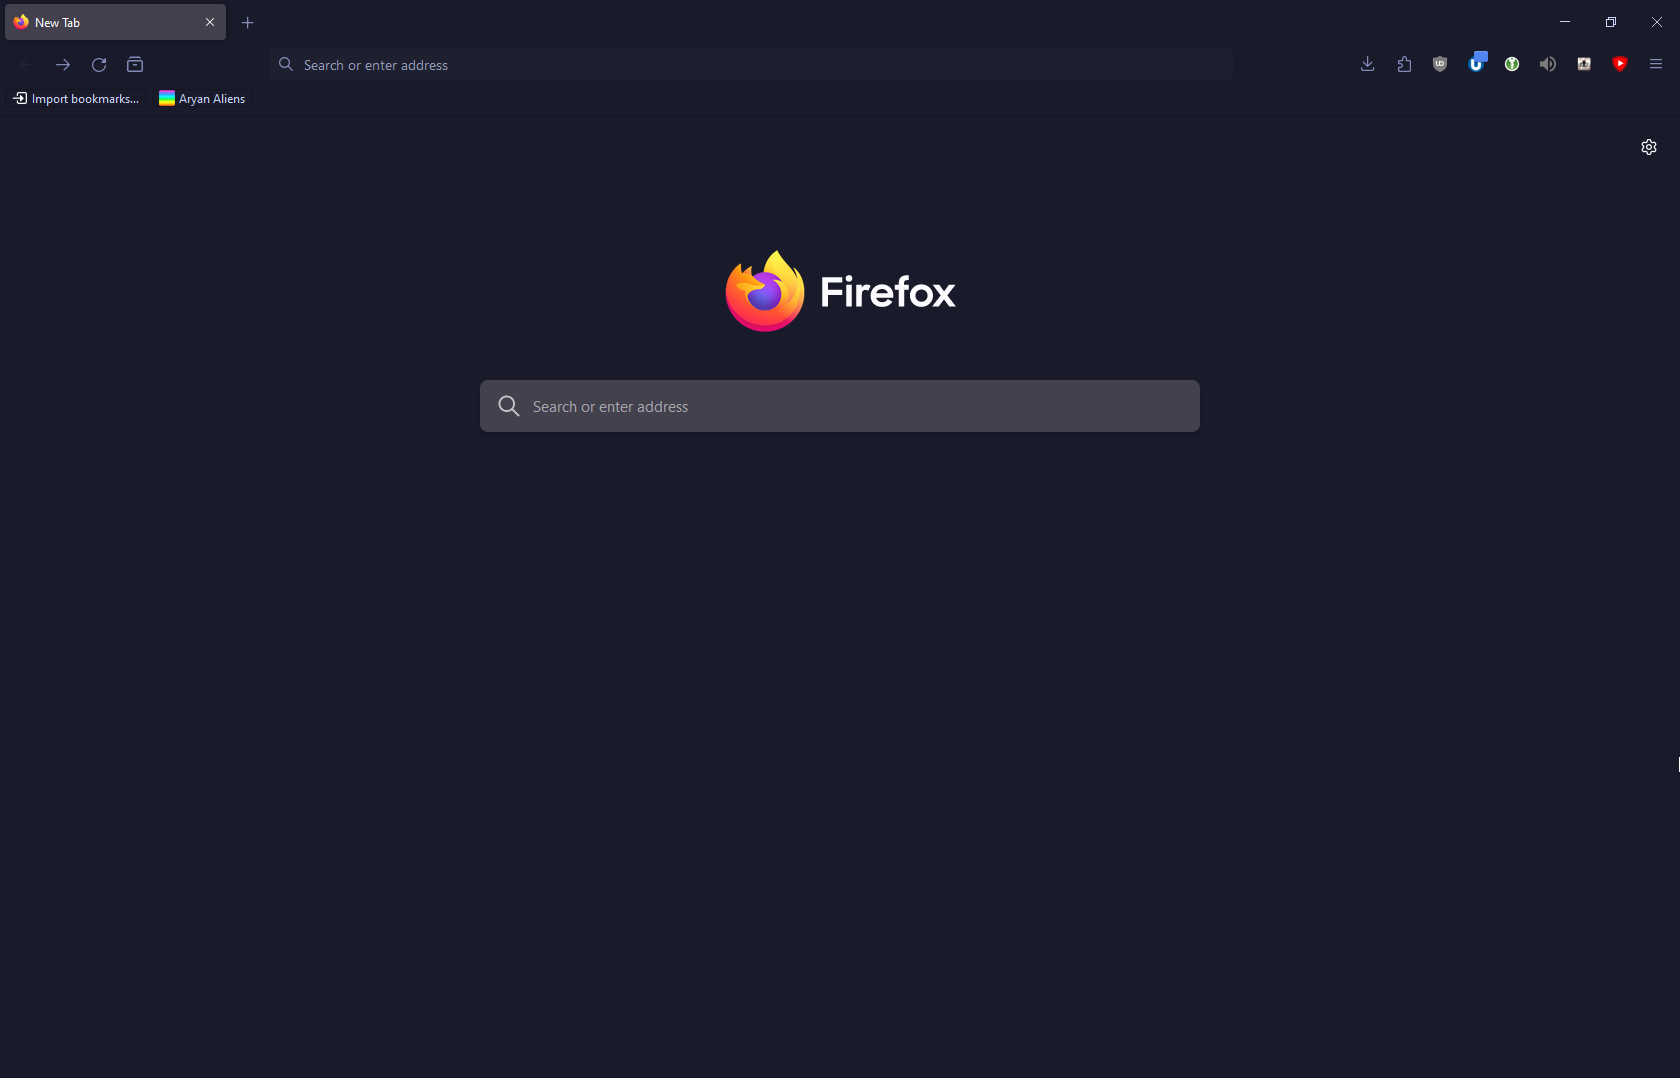 New Tab
Search or enter address
Import bookmarks...
Aryan Aliens
Firefox
Search or enter address